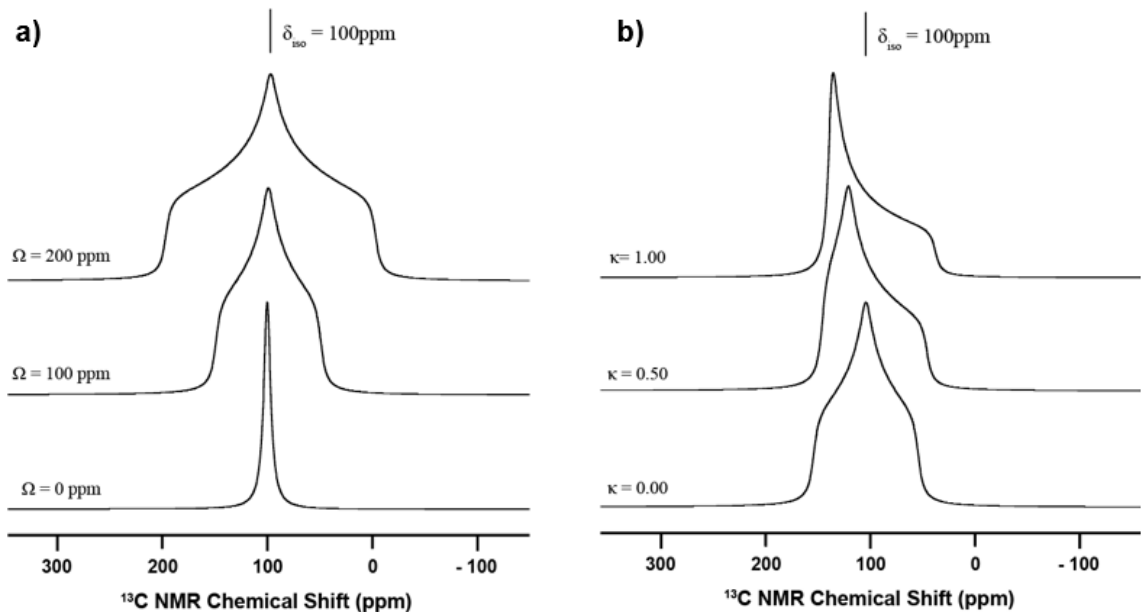 a)
δiso = 100ppm
Ω = 200 ppm
Ω = 100 ppm
Ω = 0 ppm
300 200 100 0 - 100
¹³C NMR Chemical Shift (ppm)
b)
δiso = 100ppm
κ= 1.00
κ = 0.50
κ = 0.00
300 200 100 0 - 100
¹³C NMR Chemical Shift (ppm)